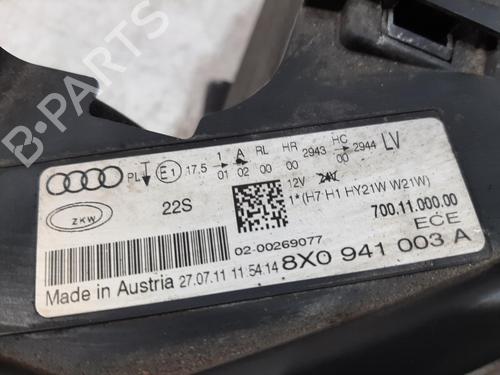 PL E1 17,5 1 A RL HR 2943 HC 2944 LV
01 02 00 00 00
12V 24V
ZKW 22S 1*(H7 H1 HY21W W21W)
700.11.000.00
02-00269077 ECE
Made in Austria 27.07.11 11:54:14 8X0 941 003 A